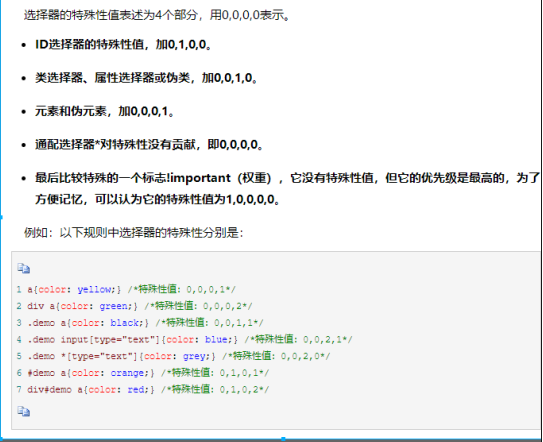 选择器的特殊性值表述为4个部分，用0,0,0,0表示。
ID选择器的特殊性值，加0,1,0,0。
类选择器、属性选择器或伪类，加0,0,1,0。
元素和伪元素，加0,0,0,1。
通配选择器*对特殊性没有贡献，即0,0,0,0。
最后比较特殊的一个标志!important（权重），它没有特殊性值，但它的优先级是最高的，为了
方便记忆，可以认为它的特殊性值为1,0,0,0,0。
例如：以下规则中选择器的特殊性分别是：
1 a{color: yellow;} /*特殊性值：0,0,0,1*/
2 div a{color: green;} /*特殊性值：0,0,0,2*/
3 .demo a{color: black;} /*特殊性值：0,0,1,1*/
4 .demo input[type="text"]{color: blue;} /*特殊性值：0,0,2,1*/
5 .demo *[type="text"]{color: grey;} /*特殊性值：0,0,2,0*/
6 #demo a{color: orange;} /*特殊性值：0,1,0,1*/
7 div#demo a{color: red;} /*特殊性值：0,1,0,2*/